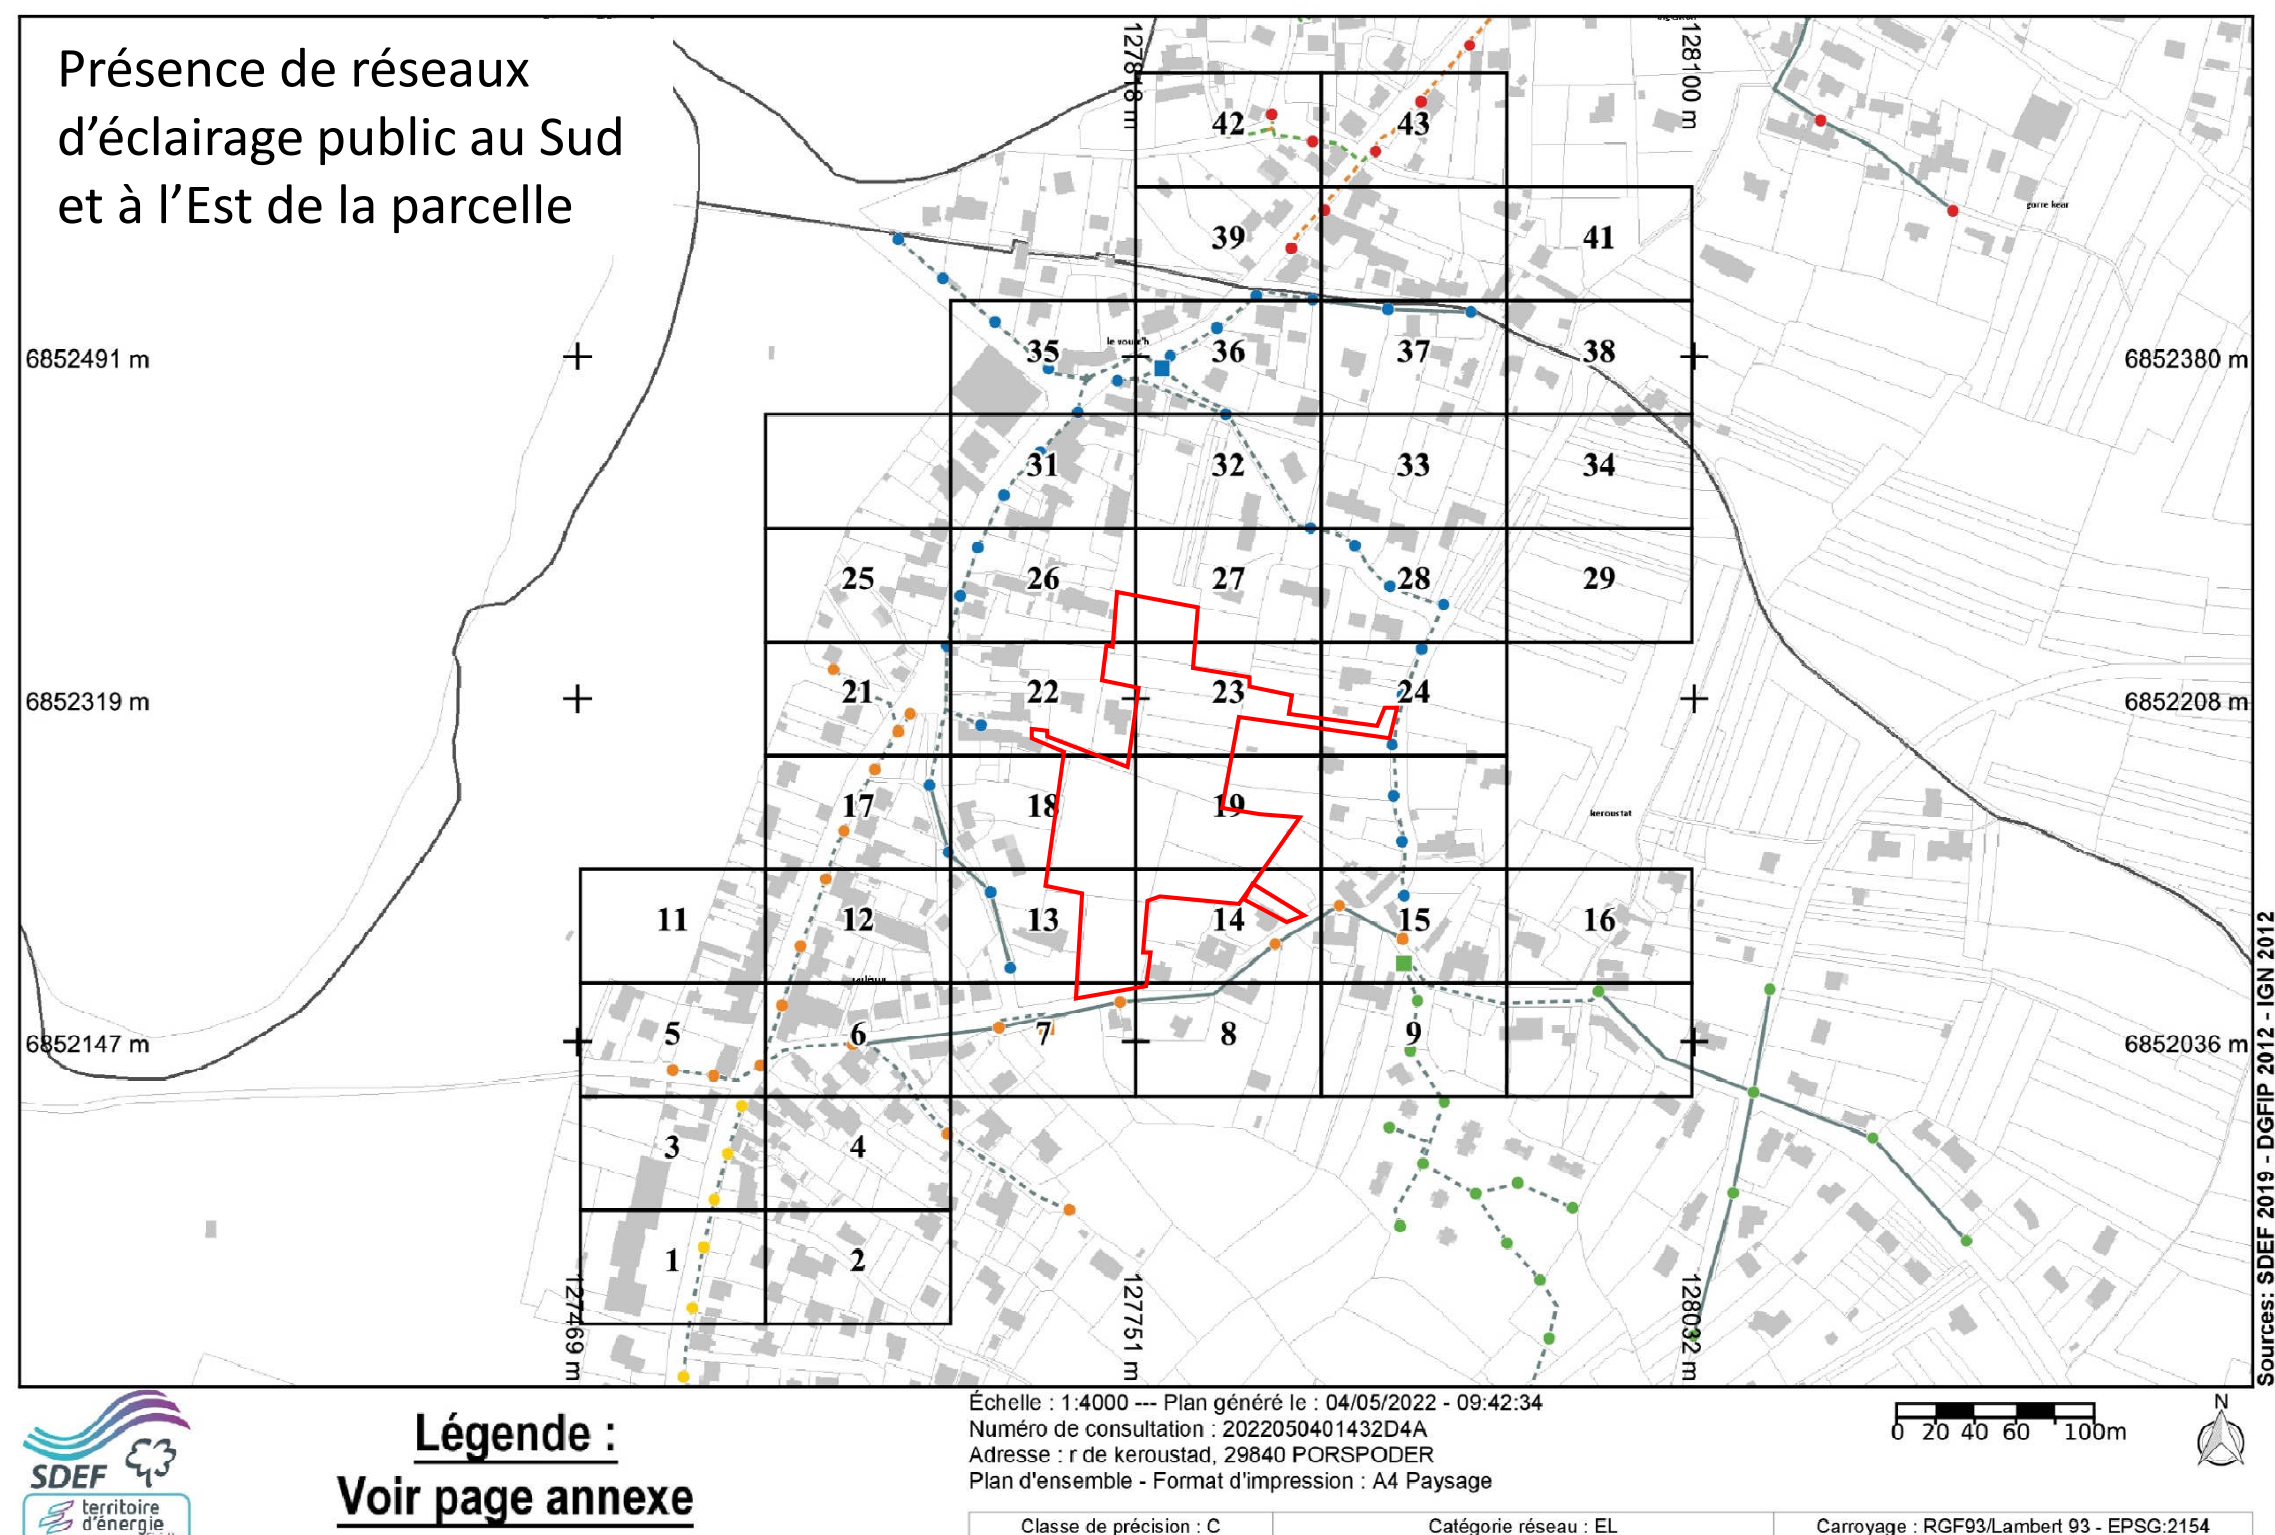 Présence de réseaux
d’éclairage public au Sud
et à l’Est de la parcelle
127818 m
128100 m
42
43
gorre kear
39
41
6852491 m
35
36
37
38
6852380 m
31
32
33
34
25
26
27
28
29
6852319 m
21
22
23
24
6852208 m
17
18
19
keroustat
11
12
13
14
15
16
6852147 m
5
6
7
8
9
6852036 m
3
4
1
2
127469 m
127751 m
128032 m
Sources: SDEF 2019 - DGFIP 2012 - IGN 2012
SDEF
territoire
d'énergie
Légende :
Voir page annexe
Échelle : 1:4000 --- Plan généré le : 04/05/2022 - 09:42:34
Numéro de consultation : 2022050401432D4A
Adresse : r de keroustad, 29840 PORSPODER
Plan d'ensemble - Format d'impression : A4 Paysage
0 20 40 60 100m
N
Classe de précision : C
Catégorie réseau : EL
Carroyage : RGF93/Lambert 93 - EPSG:2154